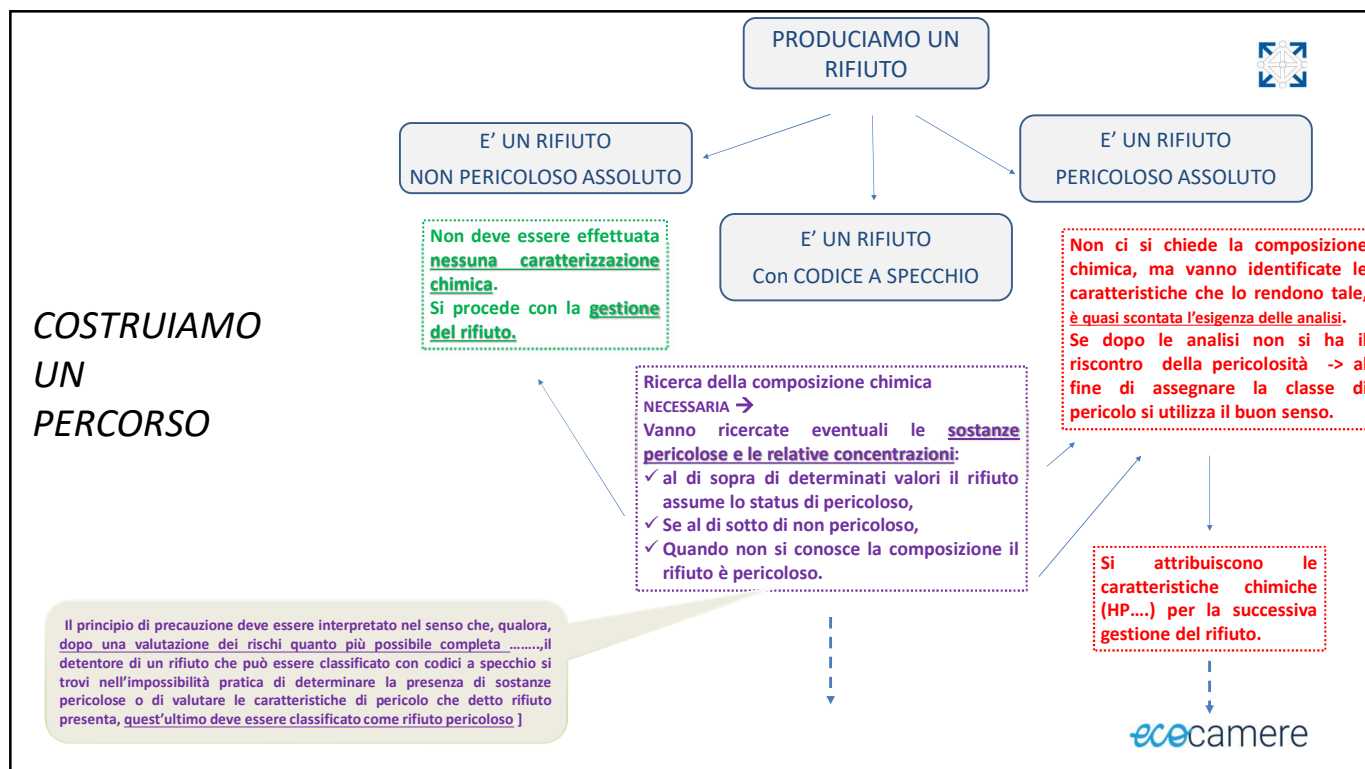 PRODUCIAMO UN
RIFIUTO
E' UN RIFIUTO
NON PERICOLOSO ASSOLUTO
E' UN RIFIUTO
Con CODICE A SPECCHIO
E' UN RIFIUTO
PERICOLOSO ASSOLUTO
COSTRUIAMO
UN
PERCORSO
Non deve essere effettuata
nessuna caratterizzazione
chimica.
Si procede con la gestione
del rifiuto.
Non ci si chiede la composizione
chimica, ma vanno identificate le
caratteristiche che lo rendono tale,
è quasi scontata l'esigenza delle analisi.
Se dopo le analisi non si ha il
riscontro della pericolosità -> al
fine di assegnare la classe di
pericolo si utilizza il buon senso.
Ricerca della composizione chimica
NECESSARIA →
Vanno ricercate eventuali le sostanze
pericolose e le relative concentrazioni:
✓ al di sopra di determinati valori il rifiuto
assume lo status di pericoloso,
✓ Se al di sotto di non pericoloso,
✓ Quando non si conosce la composizione il
rifiuto è pericoloso.
Si attribuiscono le
caratteristiche chimiche
(HP....) per la successiva
gestione del rifiuto.
Il principio di precauzione deve essere interpretato nel senso che, qualora,
dopo una valutazione dei rischi quanto più possibile completa ……..,il
detentore di un rifiuto che può essere classificato con codici a specchio si
trovi nell'impossibilità pratica di determinare la presenza di sostanze
pericolose o di valutare le caratteristiche di pericolo che detto rifiuto
presenta, quest'ultimo deve essere classificato come rifiuto pericoloso ]
ecocamere